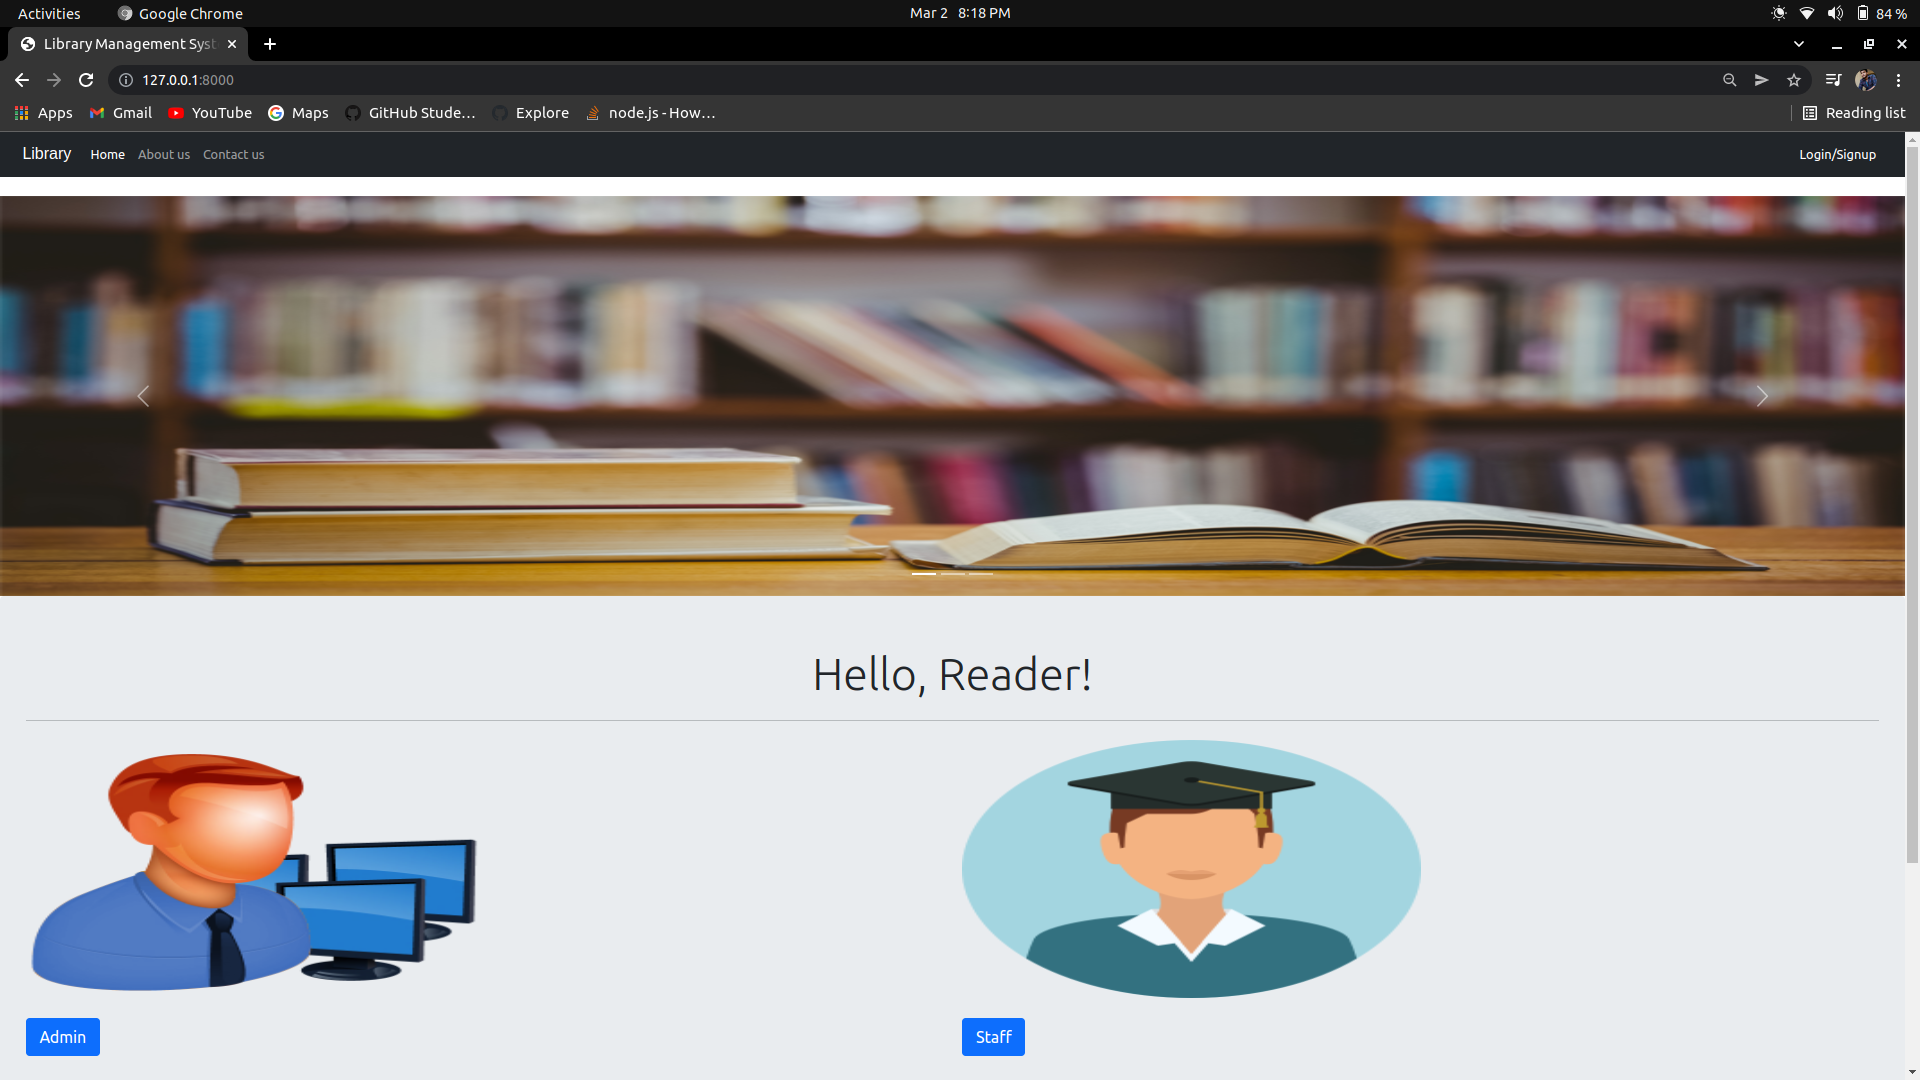 Activities Google Chrome Mar 2 8:18 PM 84 %
Library Management Syst
127.0.0.1:8000
Apps Gmail YouTube Maps GitHub Stude… Explore node.js - How… Reading list
Library Home About us Contact us Login/Signup
Hello, Reader!
Admin Staff